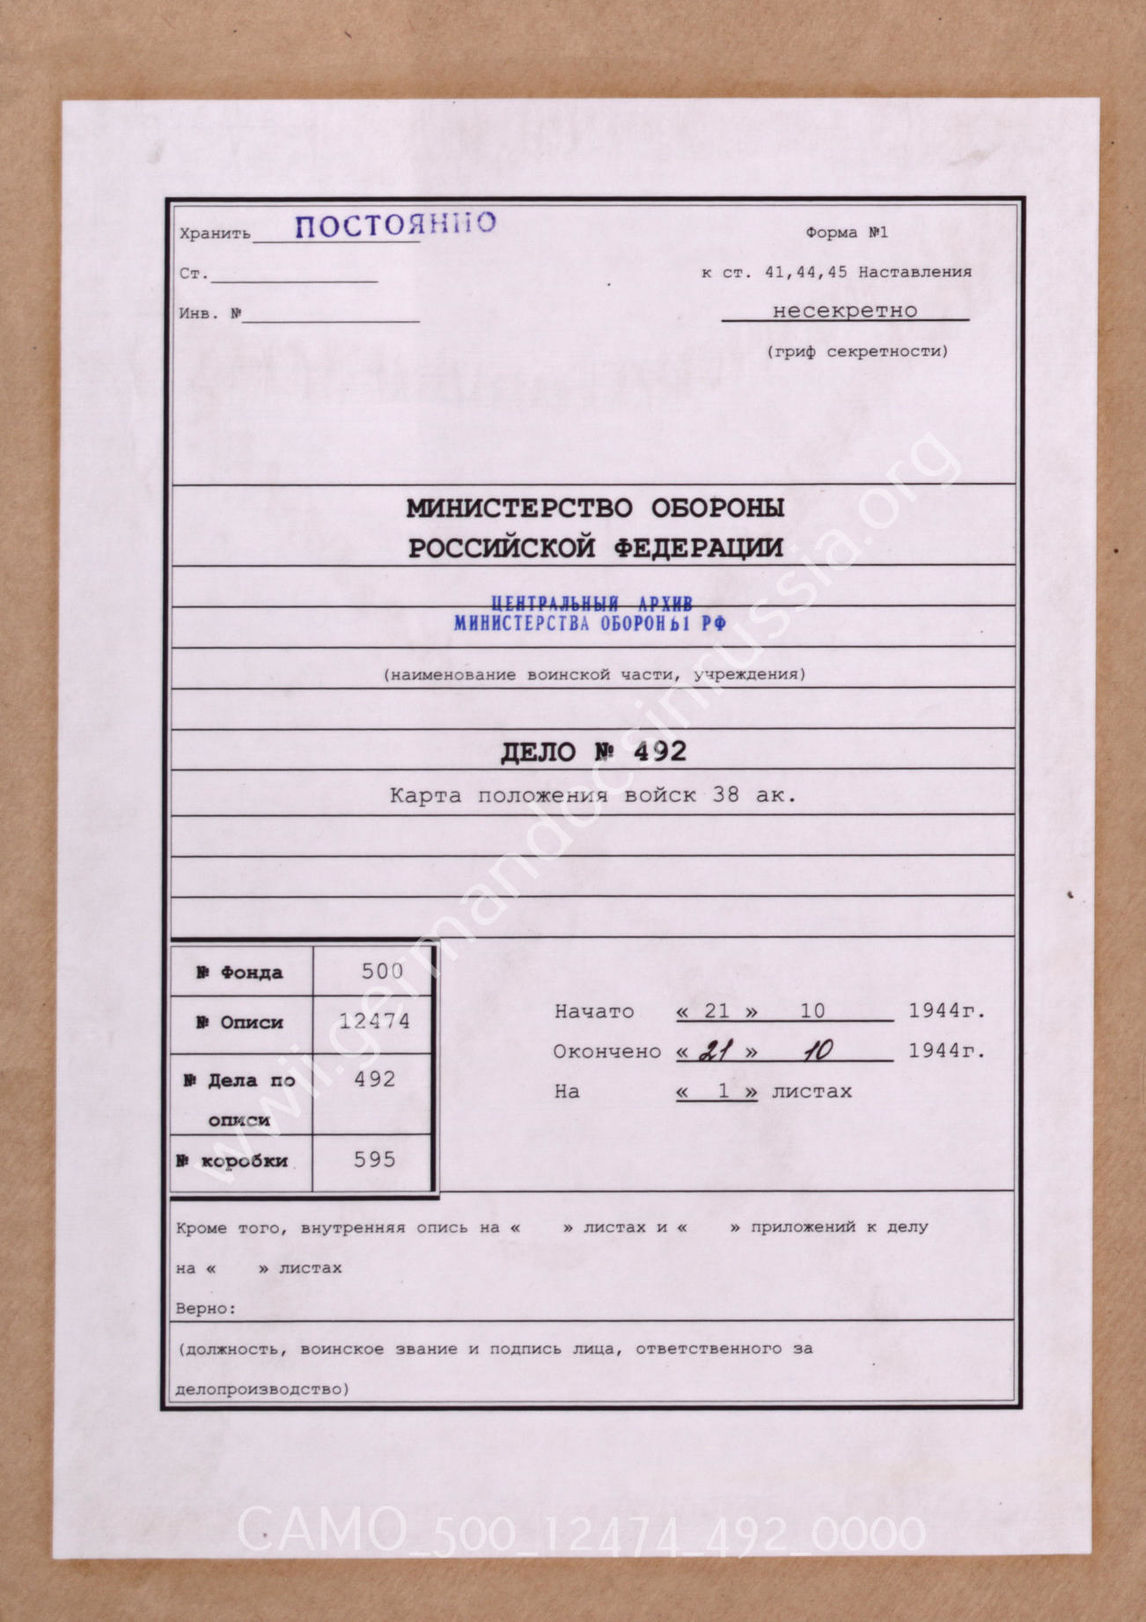 Хранить ПОСТОЯННО
Форма №1
Ст.
к ст. 41,44,45 Наставления
Инв. №
несекретно
(гриф секретности)
МИНИСТЕРСТВО ОБОРОНЫ
РОССИЙСКОЙ ФЕДЕРАЦИИ
ЦЕНТРАЛЬНЫЙ АРХИВ
МИНИСТЕРСТВА ОБОРОНЫ РФ
(наименование воинской части, учреждения)
ДЕЛО № 492
Карта положения войск 38 ак.
№ Фонда 500
№ Описи 12474
№ Дела по описи 492
№ коробки 595
Начато « 21 » 10 1944г.
Окончено « 21 » 10 1944г.
На « 1 » листах
Кроме того, внутренняя опись на « » листах и « » приложений к делу
на « » листах
Верно:
(должность, воинское звание и подпись лица, ответственного за
делопроизводство)
wwii.germandocsinrussia.org
CAMO_500_12474_492_0000